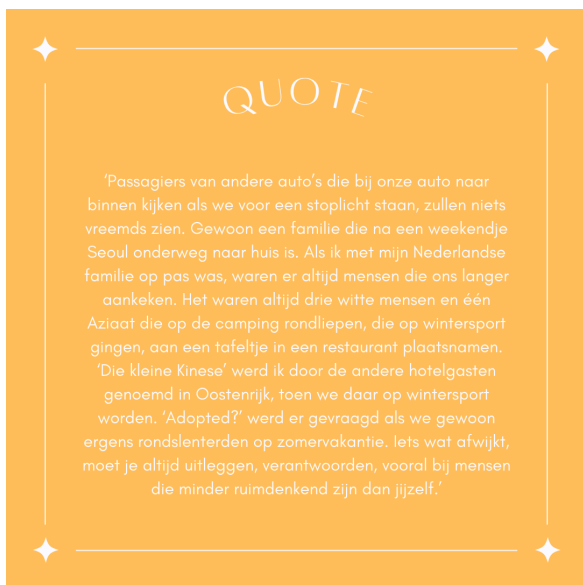 QUOTE
‘Passagiers van andere auto’s die bij onze auto naar
binnen kijken als we voor een stoplicht staan, zullen niets
vreemds zien. Gewoon een familie die na een weekendje
Seoul onderweg naar huis is. Als ik met mijn Nederlandse
familie op pas was, waren er altijd mensen die ons langer
aankeken. Het waren altijd drie witte mensen en één
Aziaat die op de camping rondliepen, die op wintersport
gingen, aan een tafeltje in een restaurant plaatsnamen.
‘Die kleine Kinese’ werd ik door de andere hotelgasten
genoemd in Oostenrijk, toen we daar op wintersport
worden. ‘Adopted?’ werd er gevraagd als we gewoon
ergens rondslenterden op zomervakantie. Iets wat afwijkt,
moet je altijd uitleggen, verantwoorden, vooral bij mensen
die minder ruimdenkend zijn dan jijzelf.’